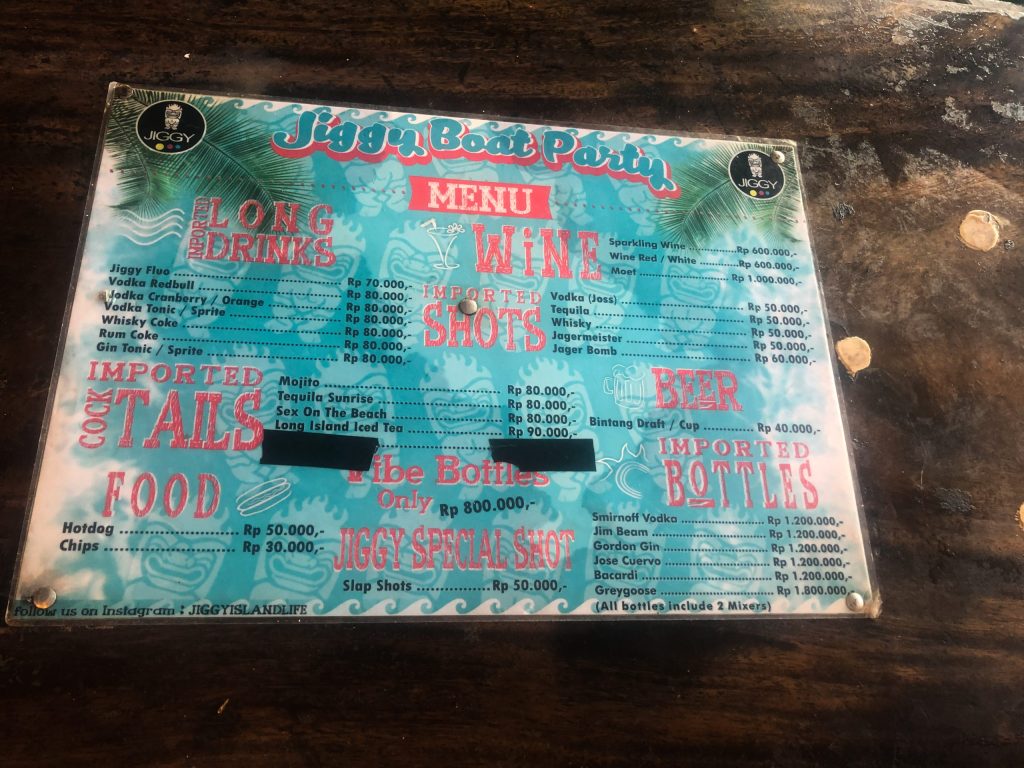 JIGGY
Jiggy Boat Party
JIGGY
MENU
IMPORTED LONG DRINKS
Jiggy Fluo ........ Rp 70.000,-
Vodka Redbull ........ Rp 80.000,-
Vodka Cranberry / Orange ........ Rp 80.000,-
Vodka Tonic / Sprite ........ Rp 80.000,-
Whisky Coke ........ Rp 80.000,-
Rum Coke ........ Rp 80.000,-
Gin Tonic / Sprite ........ Rp 80.000,-
WiNE
Sparkling Wine ........ Rp 600.000,-
Wine Red / White ........ Rp 600.000,-
Moet ........ Rp 1.000.000,-
IMPORTED SHOTS
Vodka (Joss) ........ Rp 50.000,-
Tequila ........ Rp 50.000,-
Whisky ........ Rp 50.000,-
Jagermeister ........ Rp 50.000,-
Jager Bomb ........ Rp 60.000,-
IMPORTED COCK TAILS
Mojito ........ Rp 80.000,-
Tequila Sunrise ........ Rp 80.000,-
Sex On The Beach ........ Rp 80.000,-
Long Island Iced Tea ........ Rp 90.000,-
BEER
Bintang Draft / Cup ........ Rp 40.000,-
Vibe Bottles
Only Rp 800.000,-
IMPORTED BOTTLES
Smirnoff Vodka ........ Rp 1.200.000,-
Jim Beam ........ Rp 1.200.000,-
Gordon Gin ........ Rp 1.200.000,-
Jose Cuervo ........ Rp 1.200.000,-
Bacardi ........ Rp 1.200.000,-
Greygoose ........ Rp 1.800.000,-
(All bottles include 2 Mixers)
FOOD
Hotdog ........ Rp 50.000,-
Chips ........ Rp 30.000,-
JIGGY SPECIAL SHOT
Slap Shots ........ Rp 50.000,-
Follow us on Instagram : JIGGYISLANDLIFE